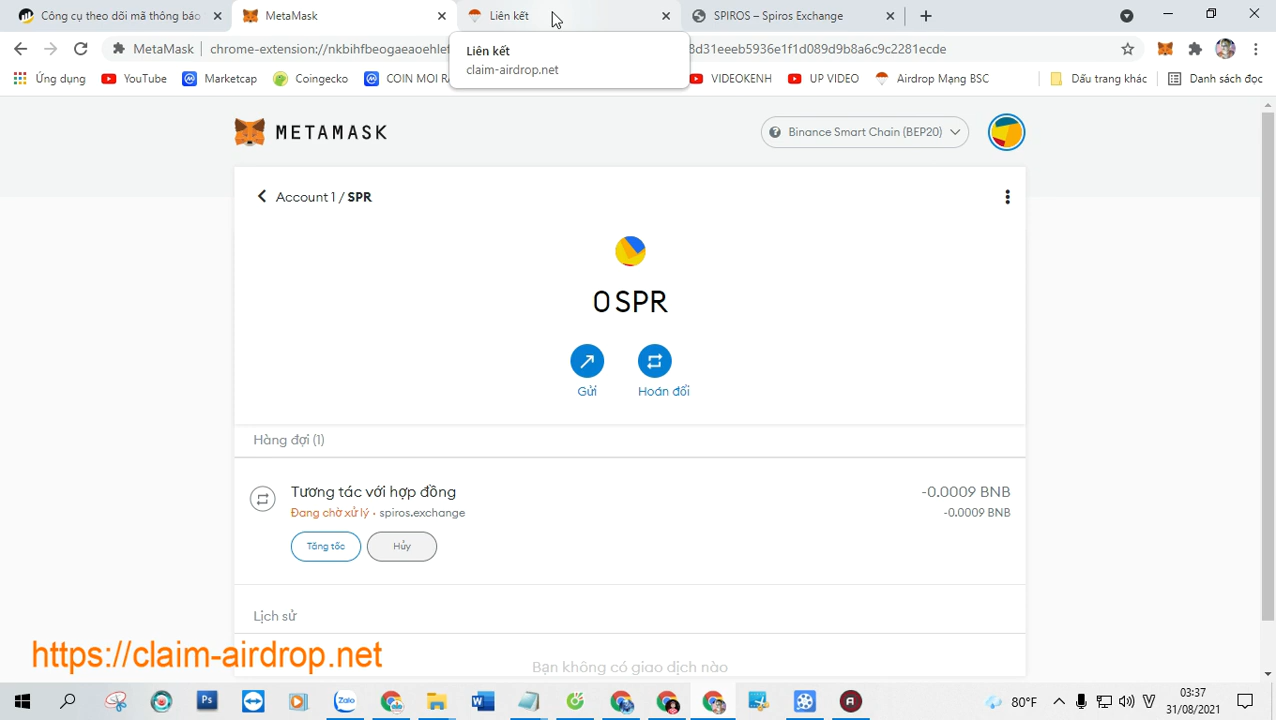 Công cụ theo dõi mã thông báo
MetaMask
Liên kết
SPIROS – Spiros Exchange
MetaMask
chrome-extension://nkbihfbeogaeaoehlef
8d31eeeb5936e1f1d089d9b8a6c9c2281ecde
Liên kết
claim-airdrop.net
Ứng dụng
YouTube
Marketcap
Coingecko
COIN MOI RA
VIDEOKENH
UP VIDEO
Airdrop Mạng BSC
Dấu trang khác
Danh sách đọc
METAMASK
Binance Smart Chain (BEP20)
Account 1 / SPR
0 SPR
Gửi
Hoán đổi
Hàng đợi (1)
Tương tác với hợp đồng
-0.0009 BNB
Đang chờ xử lý · spiros.exchange
-0.0009 BNB
Tăng tốc
Hủy
Lịch sử
https://claim-airdrop.net
Bạn không có giao dịch nào
Ps
Zalo
80°F
03:37
31/08/2021